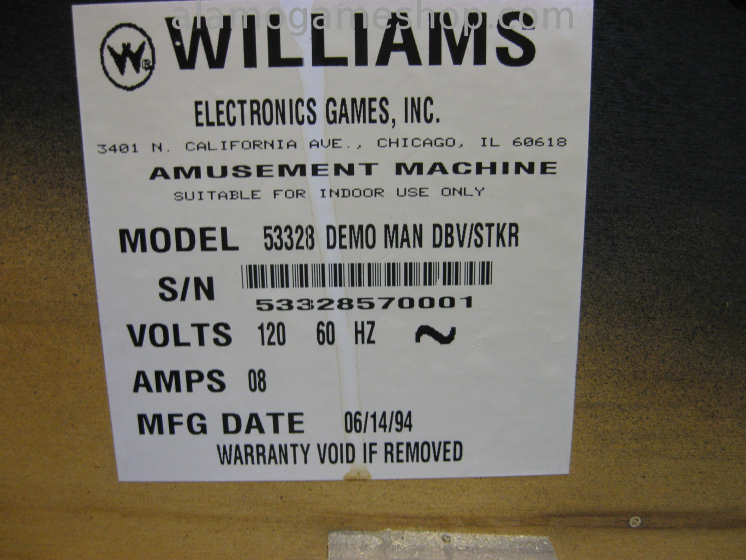 alamogameshop.com
W ® WILLIAMS
ELECTRONICS GAMES, INC.
3401 N. CALIFORNIA AVE., CHICAGO, IL 60618
AMUSEMENT MACHINE
SUITABLE FOR INDOOR USE ONLY
MODEL 53328 DEMO MAN DBV/STKR
S/N
53328570001
VOLTS 120 60 HZ ~
AMPS 08
MFG DATE 06/14/94
WARRANTY VOID IF REMOVED